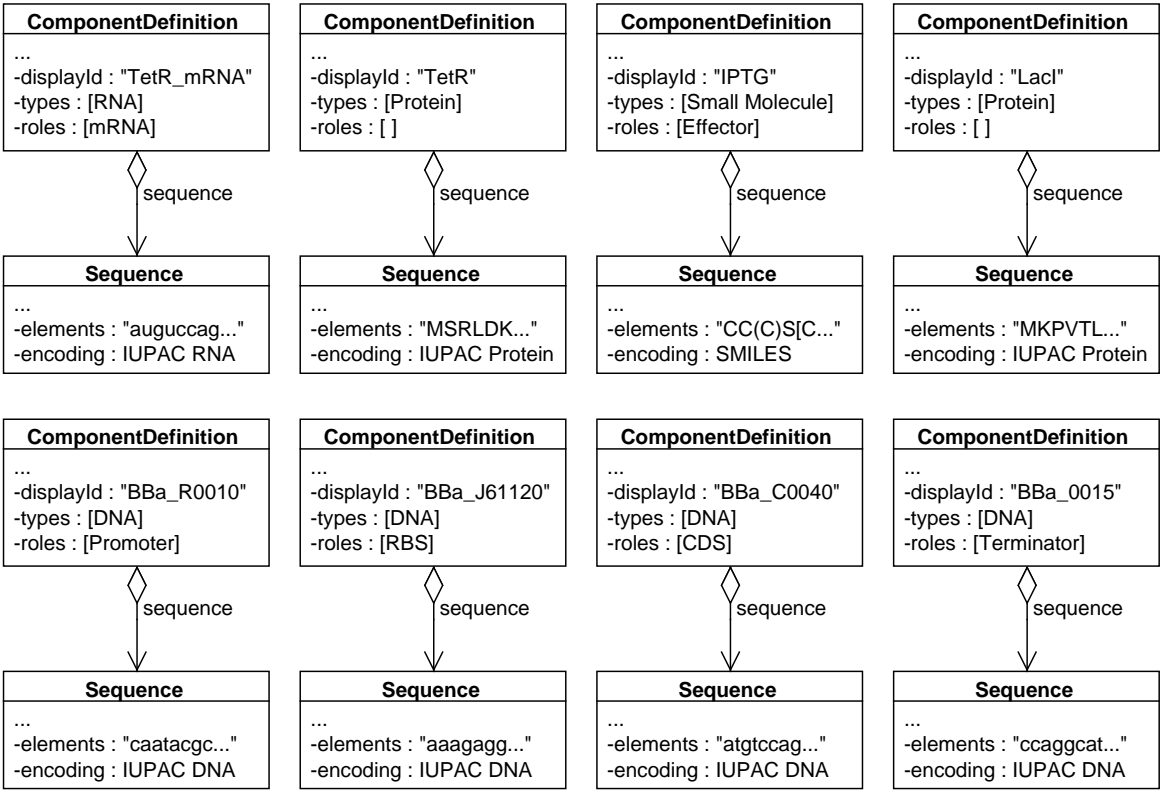 ComponentDefinition
...
-displayId : "TetR_mRNA"
-types : [RNA]
-roles : [mRNA]
sequence
Sequence
...
-elements : "auguccag..."
-encoding : IUPAC RNA
ComponentDefinition
...
-displayId : "TetR"
-types : [Protein]
-roles : [ ]
sequence
Sequence
...
-elements : "MSRLDK..."
-encoding : IUPAC Protein
ComponentDefinition
...
-displayId : "IPTG"
-types : [Small Molecule]
-roles : [Effector]
sequence
Sequence
...
-elements : "CC(C)S[C..."
-encoding : SMILES
ComponentDefinition
...
-displayId : "LacI"
-types : [Protein]
-roles : [ ]
sequence
Sequence
...
-elements : "MKPVTL..."
-encoding : IUPAC Protein
ComponentDefinition
...
-displayId : "BBa_R0010"
-types : [DNA]
-roles : [Promoter]
sequence
Sequence
...
-elements : "caatacgc..."
-encoding : IUPAC DNA
ComponentDefinition
...
-displayId : "BBa_J61120"
-types : [DNA]
-roles : [RBS]
sequence
Sequence
...
-elements : "aaagagg..."
-encoding : IUPAC DNA
ComponentDefinition
...
-displayId : "BBa_C0040"
-types : [DNA]
-roles : [CDS]
sequence
Sequence
...
-elements : "atgtccag..."
-encoding : IUPAC DNA
ComponentDefinition
...
-displayId : "BBa_0015"
-types : [DNA]
-roles : [Terminator]
sequence
Sequence
...
-elements : "ccaggcat..."
-encoding : IUPAC DNA